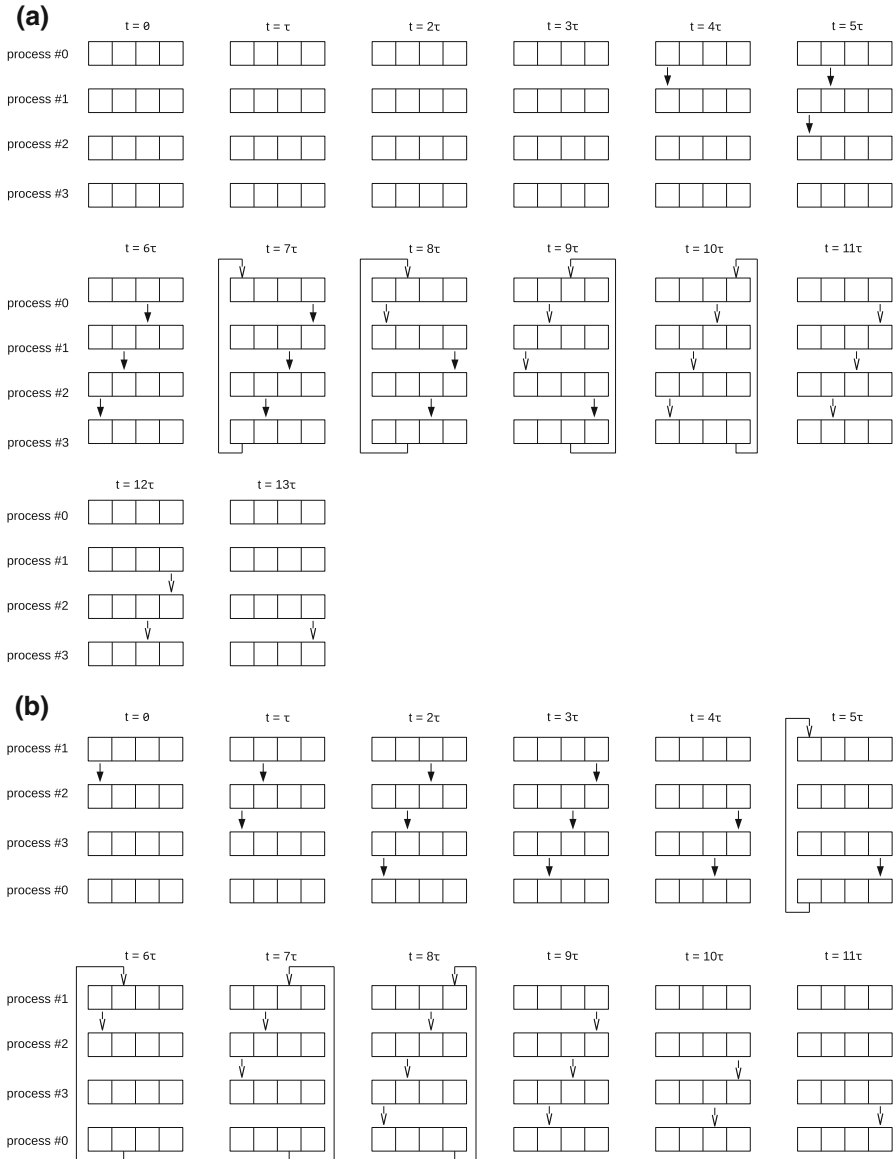 (a)
t = 0 t = τ t = 2τ t = 3τ t = 4τ t = 5τ
process #0
process #1
process #2
process #3
t = 6τ t = 7τ t = 8τ t = 9τ t = 10τ t = 11τ
process #0
process #1
process #2
process #3
t = 12τ t = 13τ
process #0
process #1
process #2
process #3
(b)
t = 0 t = τ t = 2τ t = 3τ t = 4τ t = 5τ
process #1
process #2
process #3
process #0
t = 6τ t = 7τ t = 8τ t = 9τ t = 10τ t = 11τ
process #1
process #2
process #3
process #0